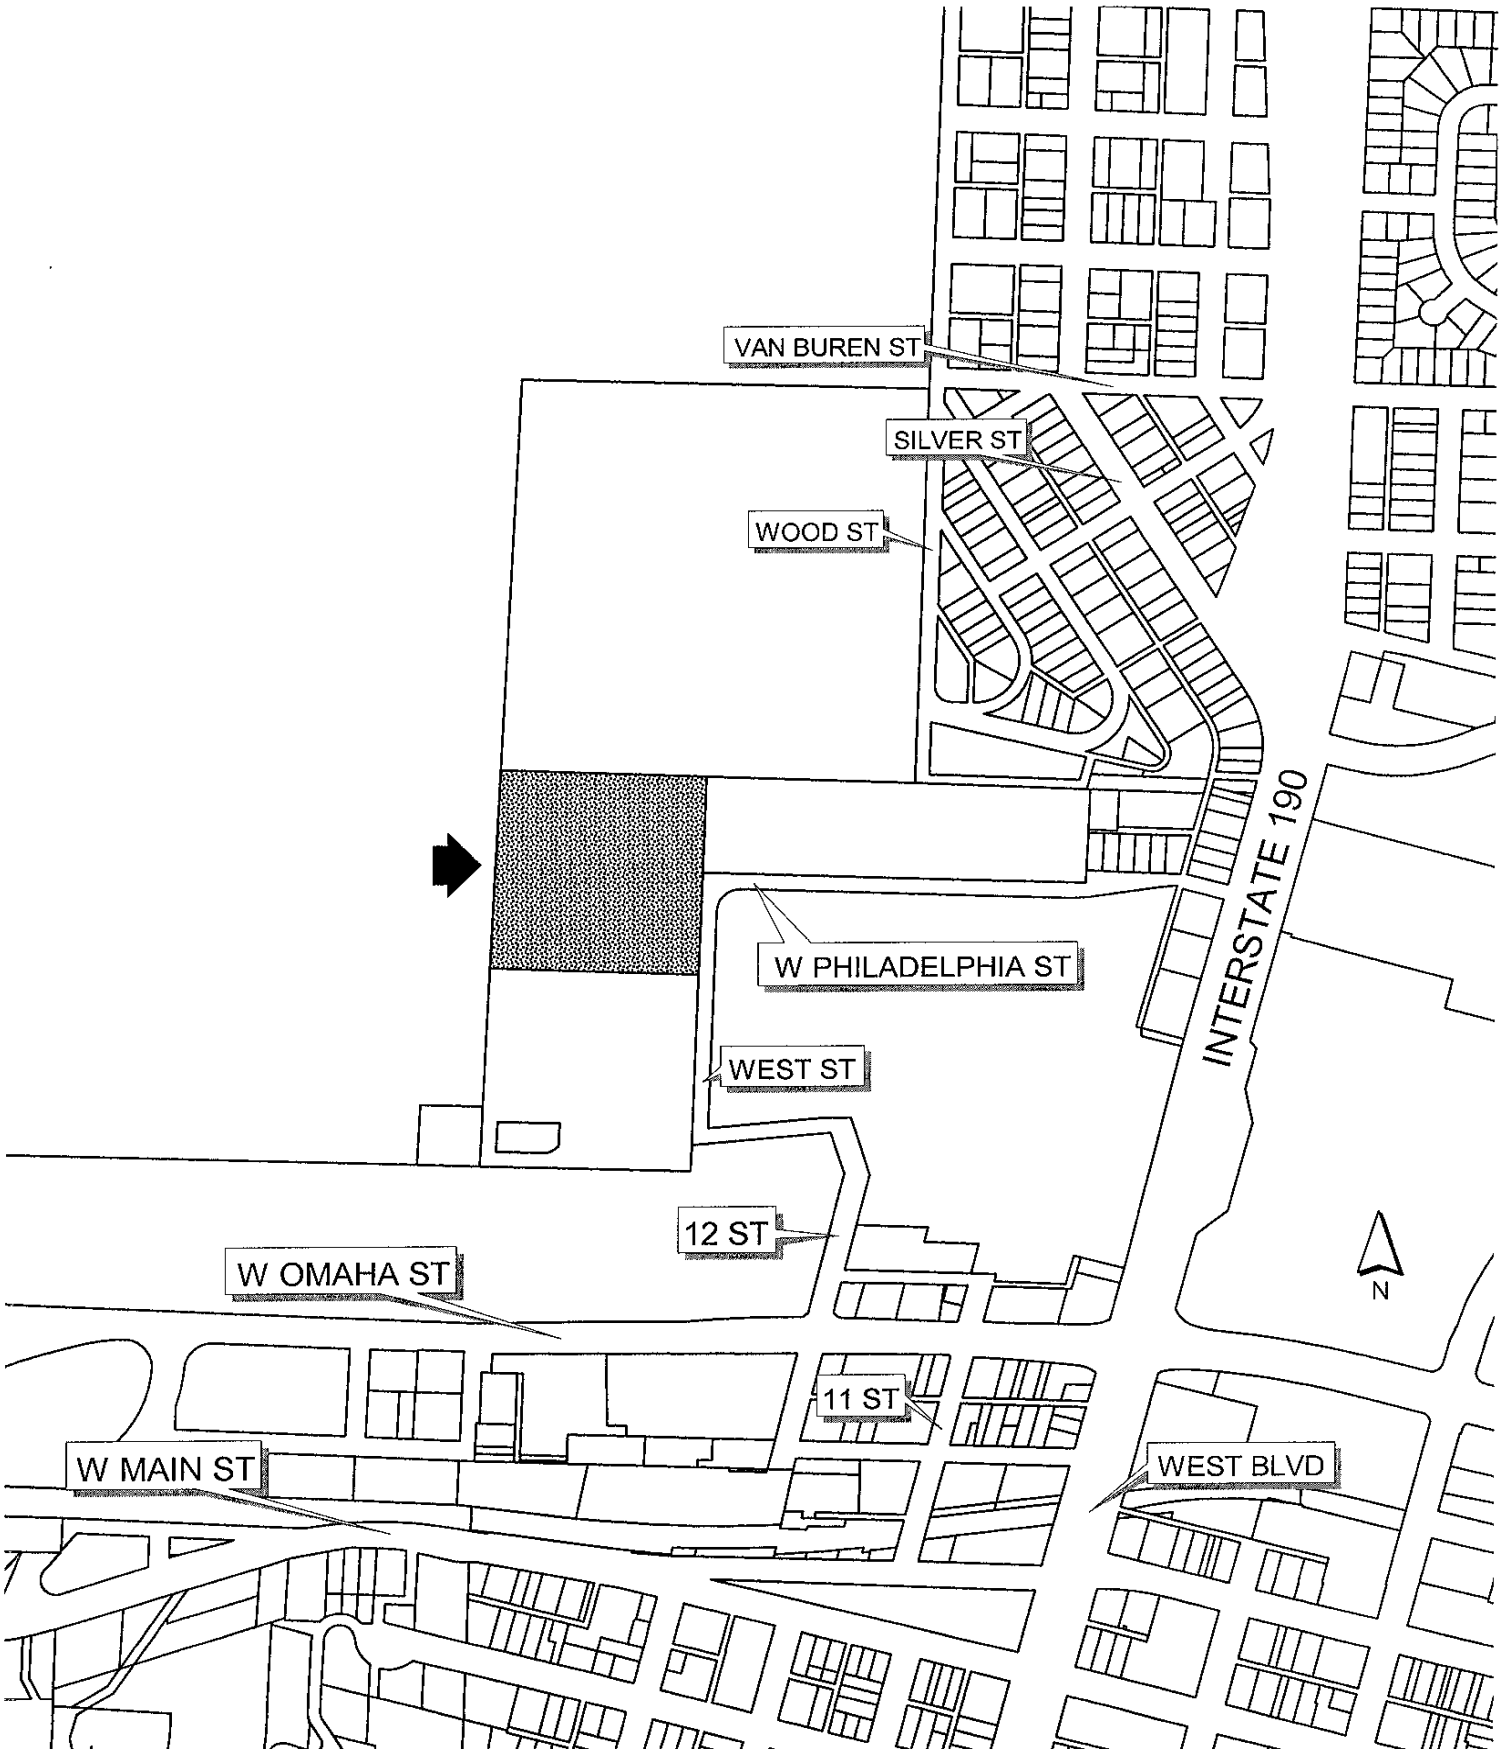 VAN BUREN ST
SILVER ST
WOOD ST
INTERSTATE 190
W PHILADELPHIA ST
WEST ST
12 ST
W OMAHA ST
N
11 ST
W MAIN ST
WEST BLVD